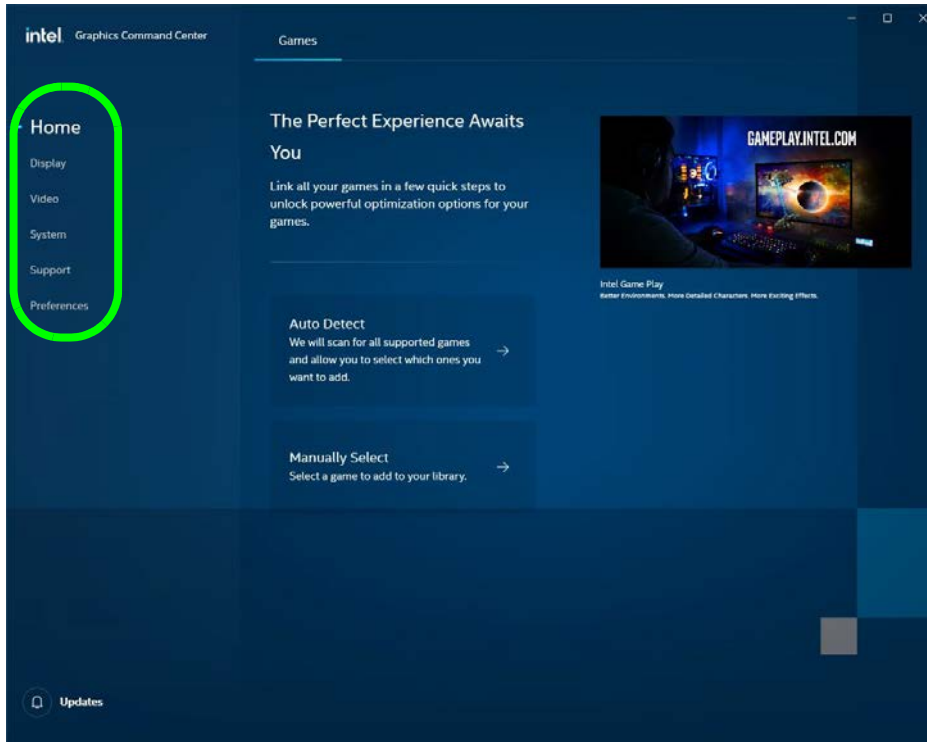 intel. Graphics Command Center
Games
Home
Display
Video
System
Support
Preferences
The Perfect Experience Awaits
You
Link all your games in a few quick steps to
unlock powerful optimization options for your
games.
GAMEPLAY.INTEL.COM
Intel Game Play
Better Environments. More Detailed Characters. More Exciting Effects.
Auto Detect
We will scan for all supported games
and allow you to select which ones you
want to add.
Manually Select
Select a game to add to your library.
Updates